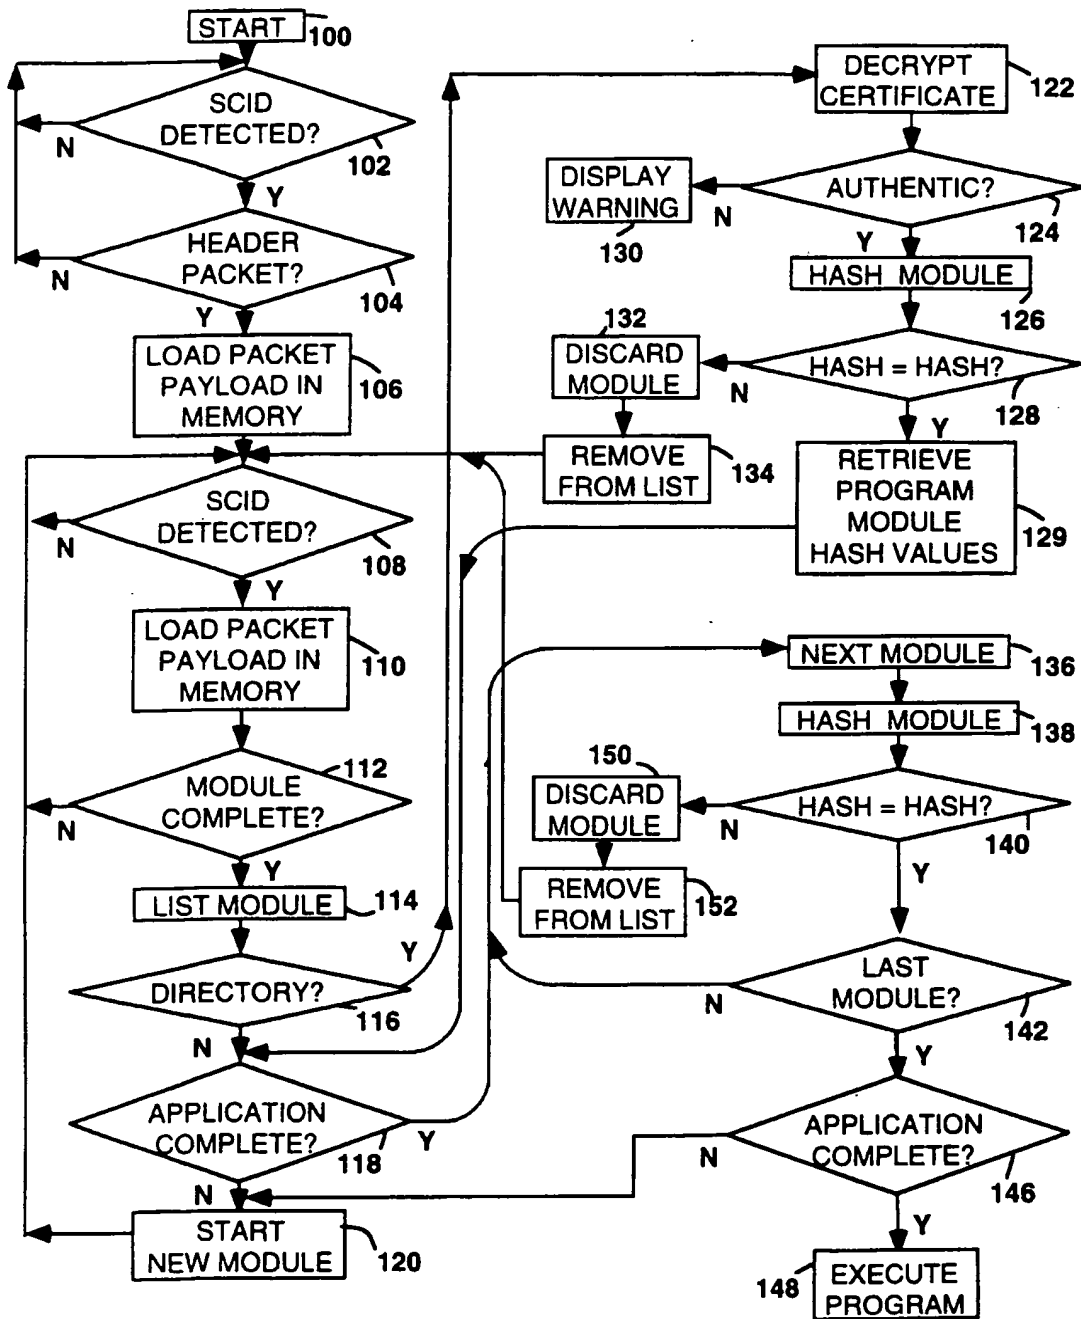 START
100
SCID
DETECTED?
102
N
Y
HEADER
PACKET?
104
N
Y
LOAD PACKET
PAYLOAD IN
MEMORY
106
SCID
DETECTED?
108
N
Y
LOAD PACKET
PAYLOAD IN
MEMORY
110
MODULE
COMPLETE?
112
N
Y
LIST MODULE
114
DIRECTORY?
116
Y
N
APPLICATION
COMPLETE?
118
Y
N
START
NEW MODULE
120
DECRYPT
CERTIFICATE
122
AUTHENTIC?
124
N
Y
DISPLAY
WARNING
130
HASH MODULE
126
HASH = HASH?
128
N
Y
132
DISCARD
MODULE
REMOVE
FROM LIST
134
RETRIEVE
PROGRAM
MODULE
HASH VALUES
129
NEXT MODULE
136
HASH MODULE
138
HASH = HASH?
140
N
Y
150
DISCARD
MODULE
REMOVE
FROM LIST
152
LAST
MODULE?
142
N
Y
APPLICATION
COMPLETE?
146
N
Y
148
EXECUTE
PROGRAM